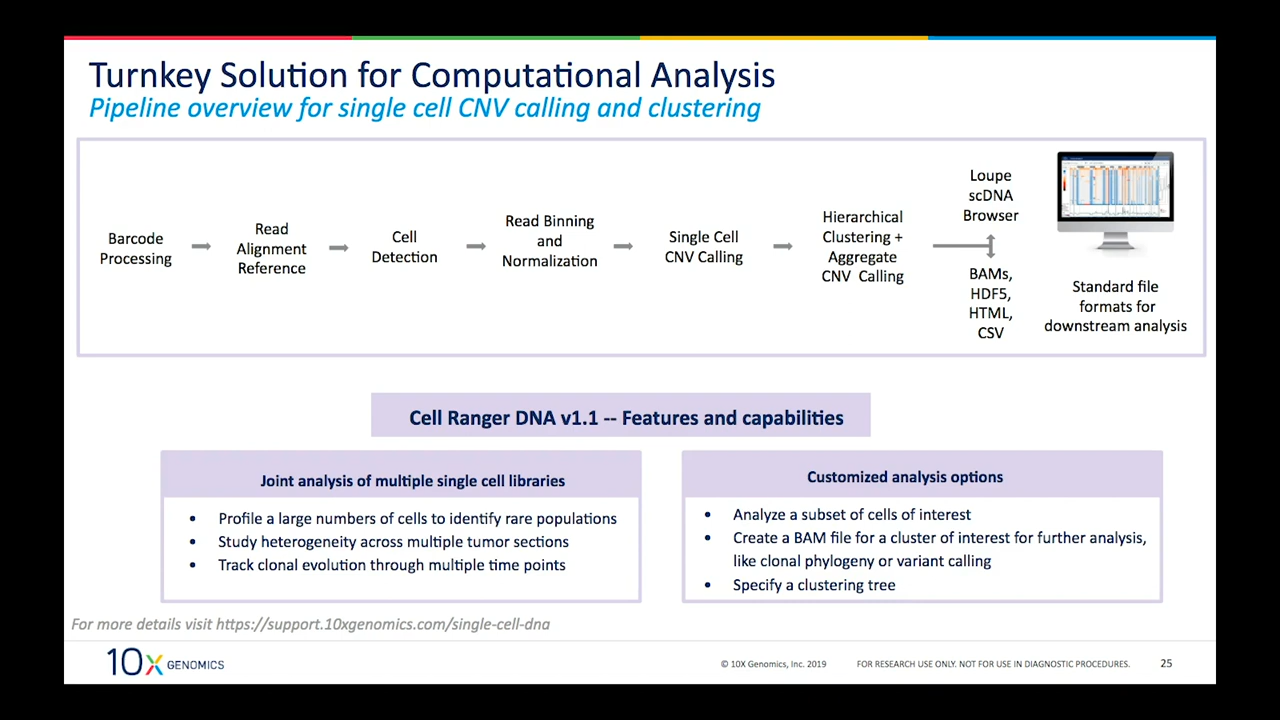 Turnkey Solution for Computational Analysis
Pipeline overview for single cell CNV calling and clustering
Barcode
Processing
Read
Alignment
Reference
Cell
Detection
Read Binning
and
Normalization
Single Cell
CNV Calling
Hierarchical
Clustering +
Aggregate
CNV Calling
Loupe
scDNA
Browser
BAMs,
HDF5,
HTML,
CSV
Standard file
formats for
downstream analysis
Cell Ranger DNA v1.1 -- Features and capabilities
Joint analysis of multiple single cell libraries
• Profile a large numbers of cells to identify rare populations
• Study heterogeneity across multiple tumor sections
• Track clonal evolution through multiple time points
Customized analysis options
• Analyze a subset of cells of interest
• Create a BAM file for a cluster of interest for further analysis,
like clonal phylogeny or variant calling
• Specify a clustering tree
For more details visit https://support.10xgenomics.com/single-cell-dna
10X GENOMICS
© 10X Genomics, Inc. 2019
FOR RESEARCH USE ONLY. NOT FOR USE IN DIAGNOSTIC PROCEDURES.
25